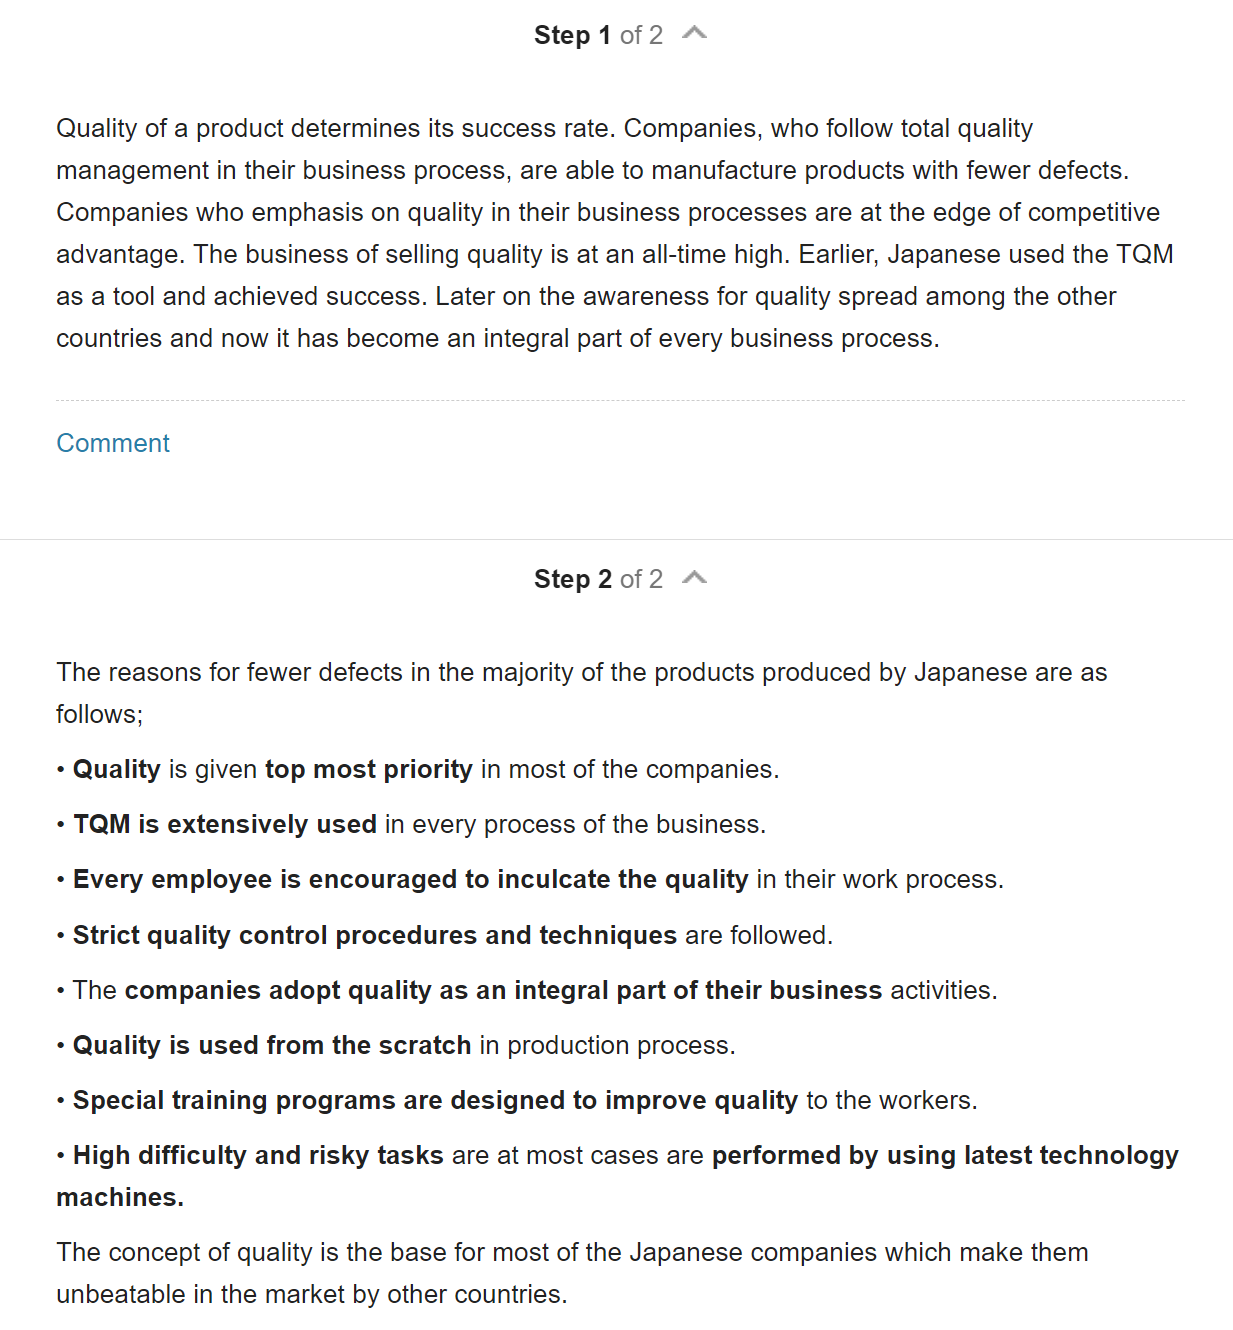 Step 1 of 2
Quality of a product determines its success rate. Companies, who follow total quality
management in their business process, are able to manufacture products with fewer defects.
Companies who emphasis on quality in their business processes are at the edge of competitive
advantage. The business of selling quality is at an all-time high. Earlier, Japanese used the TQM
as a tool and achieved success. Later on the awareness for quality spread among the other
countries and now it has become an integral part of every business process.
Comment
Step 2 of 2
The reasons for fewer defects in the majority of the products produced by Japanese are as
follows;
• Quality is given top most priority in most of the companies.
• TQM is extensively used in every process of the business.
• Every employee is encouraged to inculcate the quality in their work process.
• Strict quality control procedures and techniques are followed.
• The companies adopt quality as an integral part of their business activities.
• Quality is used from the scratch in production process.
• Special training programs are designed to improve quality to the workers.
• High difficulty and risky tasks are at most cases are performed by using latest technology
machines.
The concept of quality is the base for most of the Japanese companies which make them
unbeatable in the market by other countries.